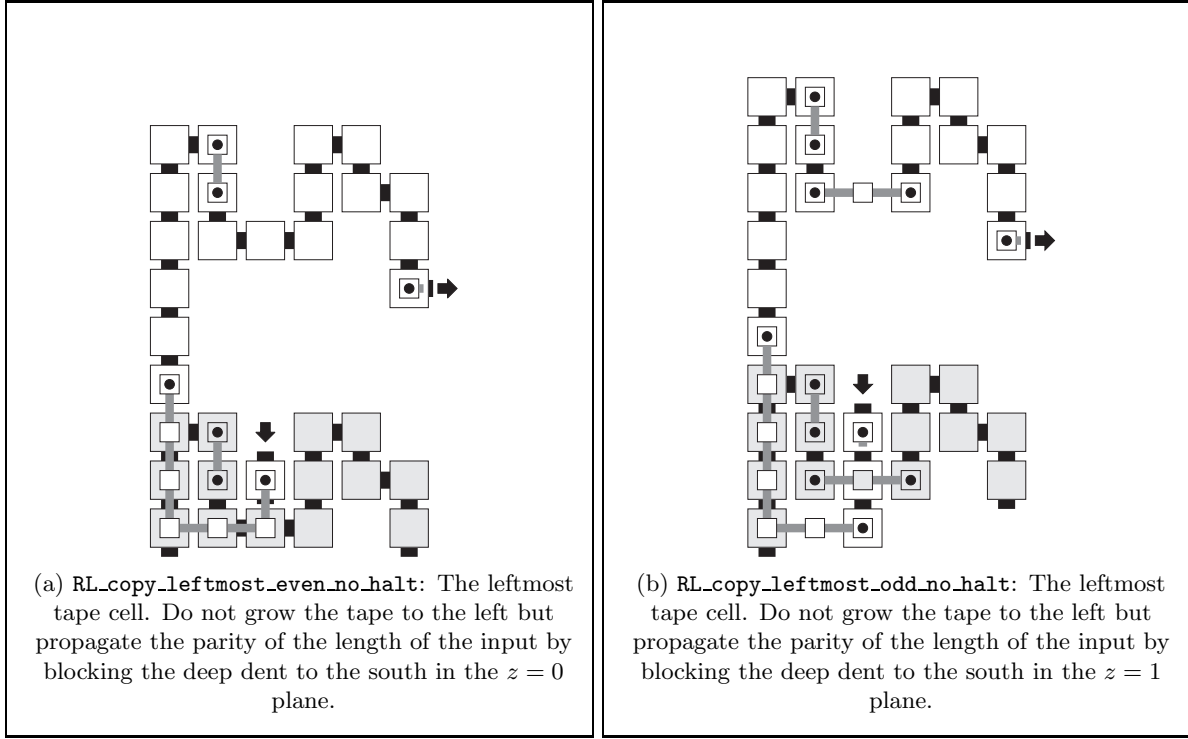 (a) RL_copy_leftmost_even_no_halt: The leftmost
tape cell. Do not grow the tape to the left but
propagate the parity of the length of the input by
blocking the deep dent to the south in the z = 0
plane.
(b) RL_copy_leftmost_odd_no_halt: The leftmost
tape cell. Do not grow the tape to the left but
propagate the parity of the length of the input by
blocking the deep dent to the south in the z = 1
plane.